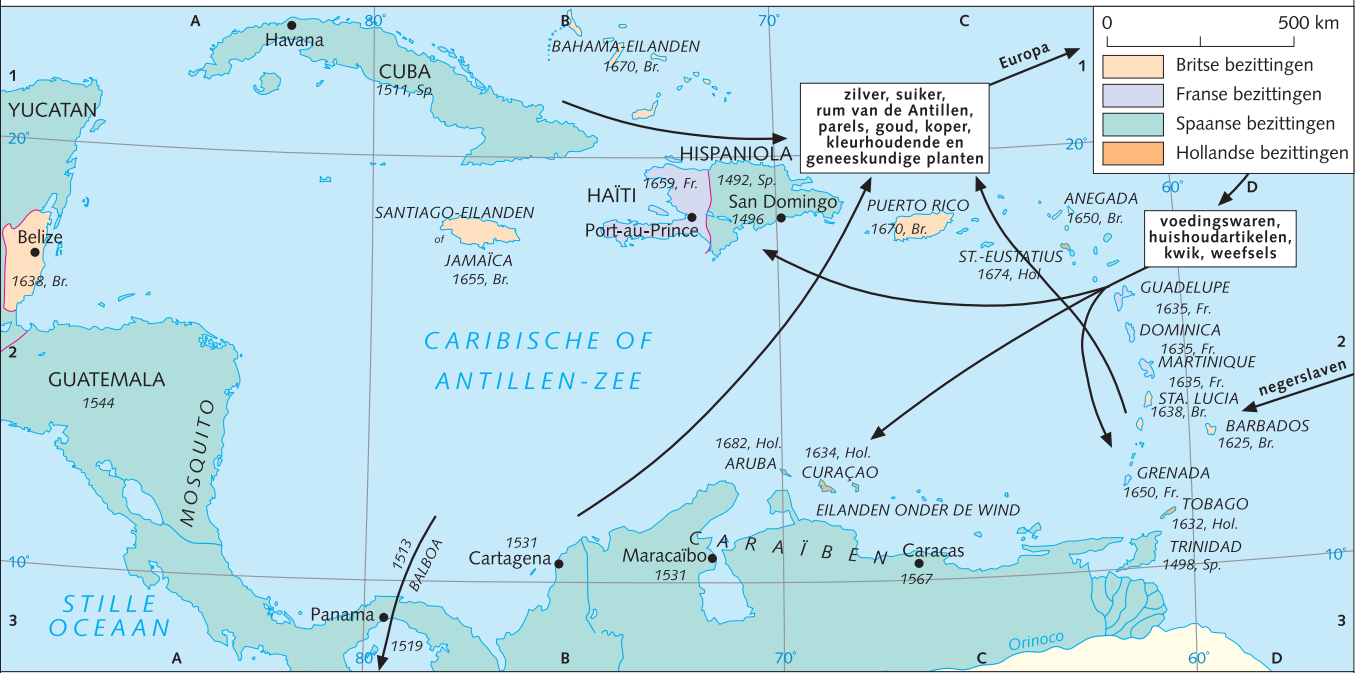 A
80°
B
70°
C
0
500 km
Britse bezittingen
Franse bezittingen
Spaanse bezittingen
Hollandse bezittingen
Europa
1
1
Havana
BAHAMA-EILANDEN
1670, Br.
CUBA
1511, Sp.
YUCATAN
zilver, suiker,
rum van de Antillen,
parels, goud, koper,
kleurhoudende en
geneeskundige planten
20°
20°
60°
D
HISPANIOLA
1659, Fr.
1492, Sp.
HAÏTI
San Domingo
1496
Port-au-Prince
PUERTO RICO
1670, Br.
ANEGADA
1650, Br.
voedingswaren,
huishoudartikelen,
kwik, weefsels
SANTIAGO-EILANDEN
of
JAMAÏCA
1655, Br.
Belize
1638, Br.
ST.-EUSTATIUS
1674, Hol.
GUADELUPE
1635, Fr.
DOMINICA
1635, Fr.
MARTINIQUE
1635, Fr.
STA. LUCIA
1638, Br.
negerslaven
BARBADOS
1625, Br.
2
2
CARIBISCHE OF
ANTILLEN-ZEE
GUATEMALA
1544
MOSQUITO
1682, Hol.
ARUBA
1634, Hol.
CURAÇAO
EILANDEN ONDER DE WIND
GRENADA
1650, Fr.
TOBAGO
1632, Hol.
TRINIDAD
1498, Sp.
CARAÏBEN
1531
Cartagena
Maracaïbo
1531
Caracas
1567
10°
10°
1513
BALBOA
STILLE
OCEAAN
Panama
1519
3
3
Orinoco
A
80°
B
70°
C
60°
D